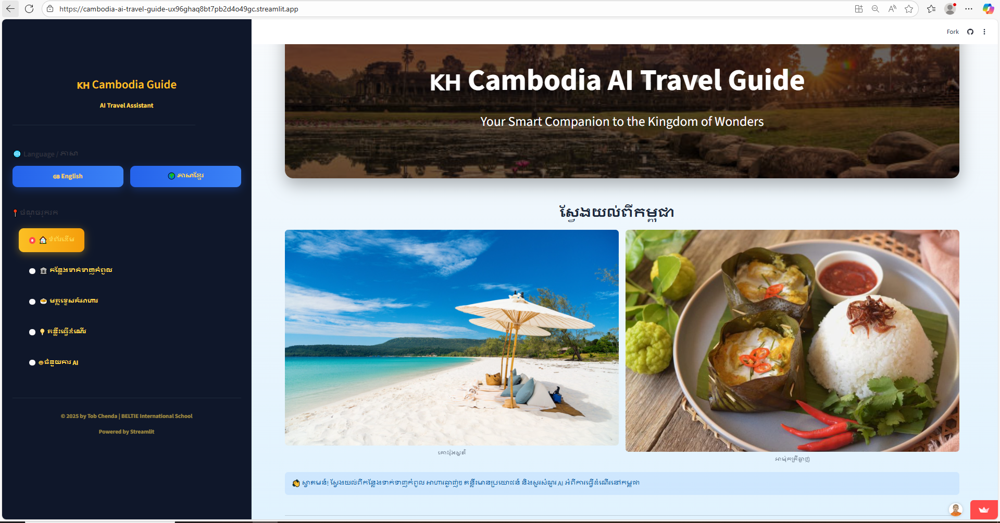 https://cambodia-ai-travel-guide-ux96ghaq8bt7pb2d4o49gc.streamlit.app
Fork
KH Cambodia Guide
AI Travel Assistant
Language / ភាសា
GB English
ភាសាខ្មែរ
ចំណុចរុករក
ទំព័រដើម
កន្លែងទាក់ទាញកំពូល
មគ្គុទ្ទេសក៍អាហារ
គន្លឹះធ្វើដំណើរ
ជំនួយការ AI
© 2025 by Tob Chenda | BELTIE International School
Powered by Streamlit
KH Cambodia AI Travel Guide
Your Smart Companion to the Kingdom of Wonders
ស្វែងយល់ពីកម្ពុជា
កោះរ៉ុងសួតាំ
អាម៉ុកត្រីឆ្ងាញ់
ស្វាគមន៍! ស្វែងយល់ពីកន្លែងទាក់ទាញកំពូល អាហារឆ្ងាញ់ៗ គន្លឹះមានប្រយោជន៍ និងសួរសំណួរ AI អំពីការធ្វើដំណើរនៅកម្ពុជា